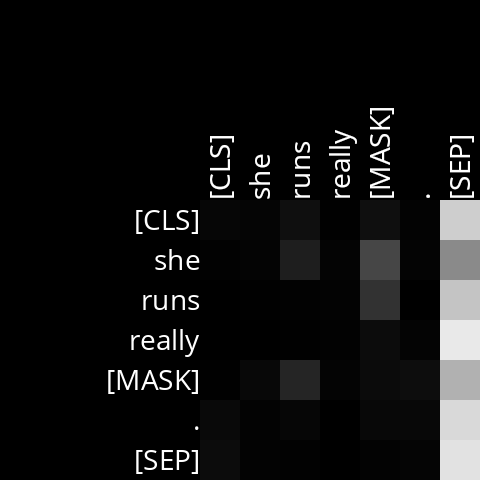 [CLS] she runs really [MASK] . [SEP]
[CLS]
she
runs
really
[MASK]
.
[SEP]